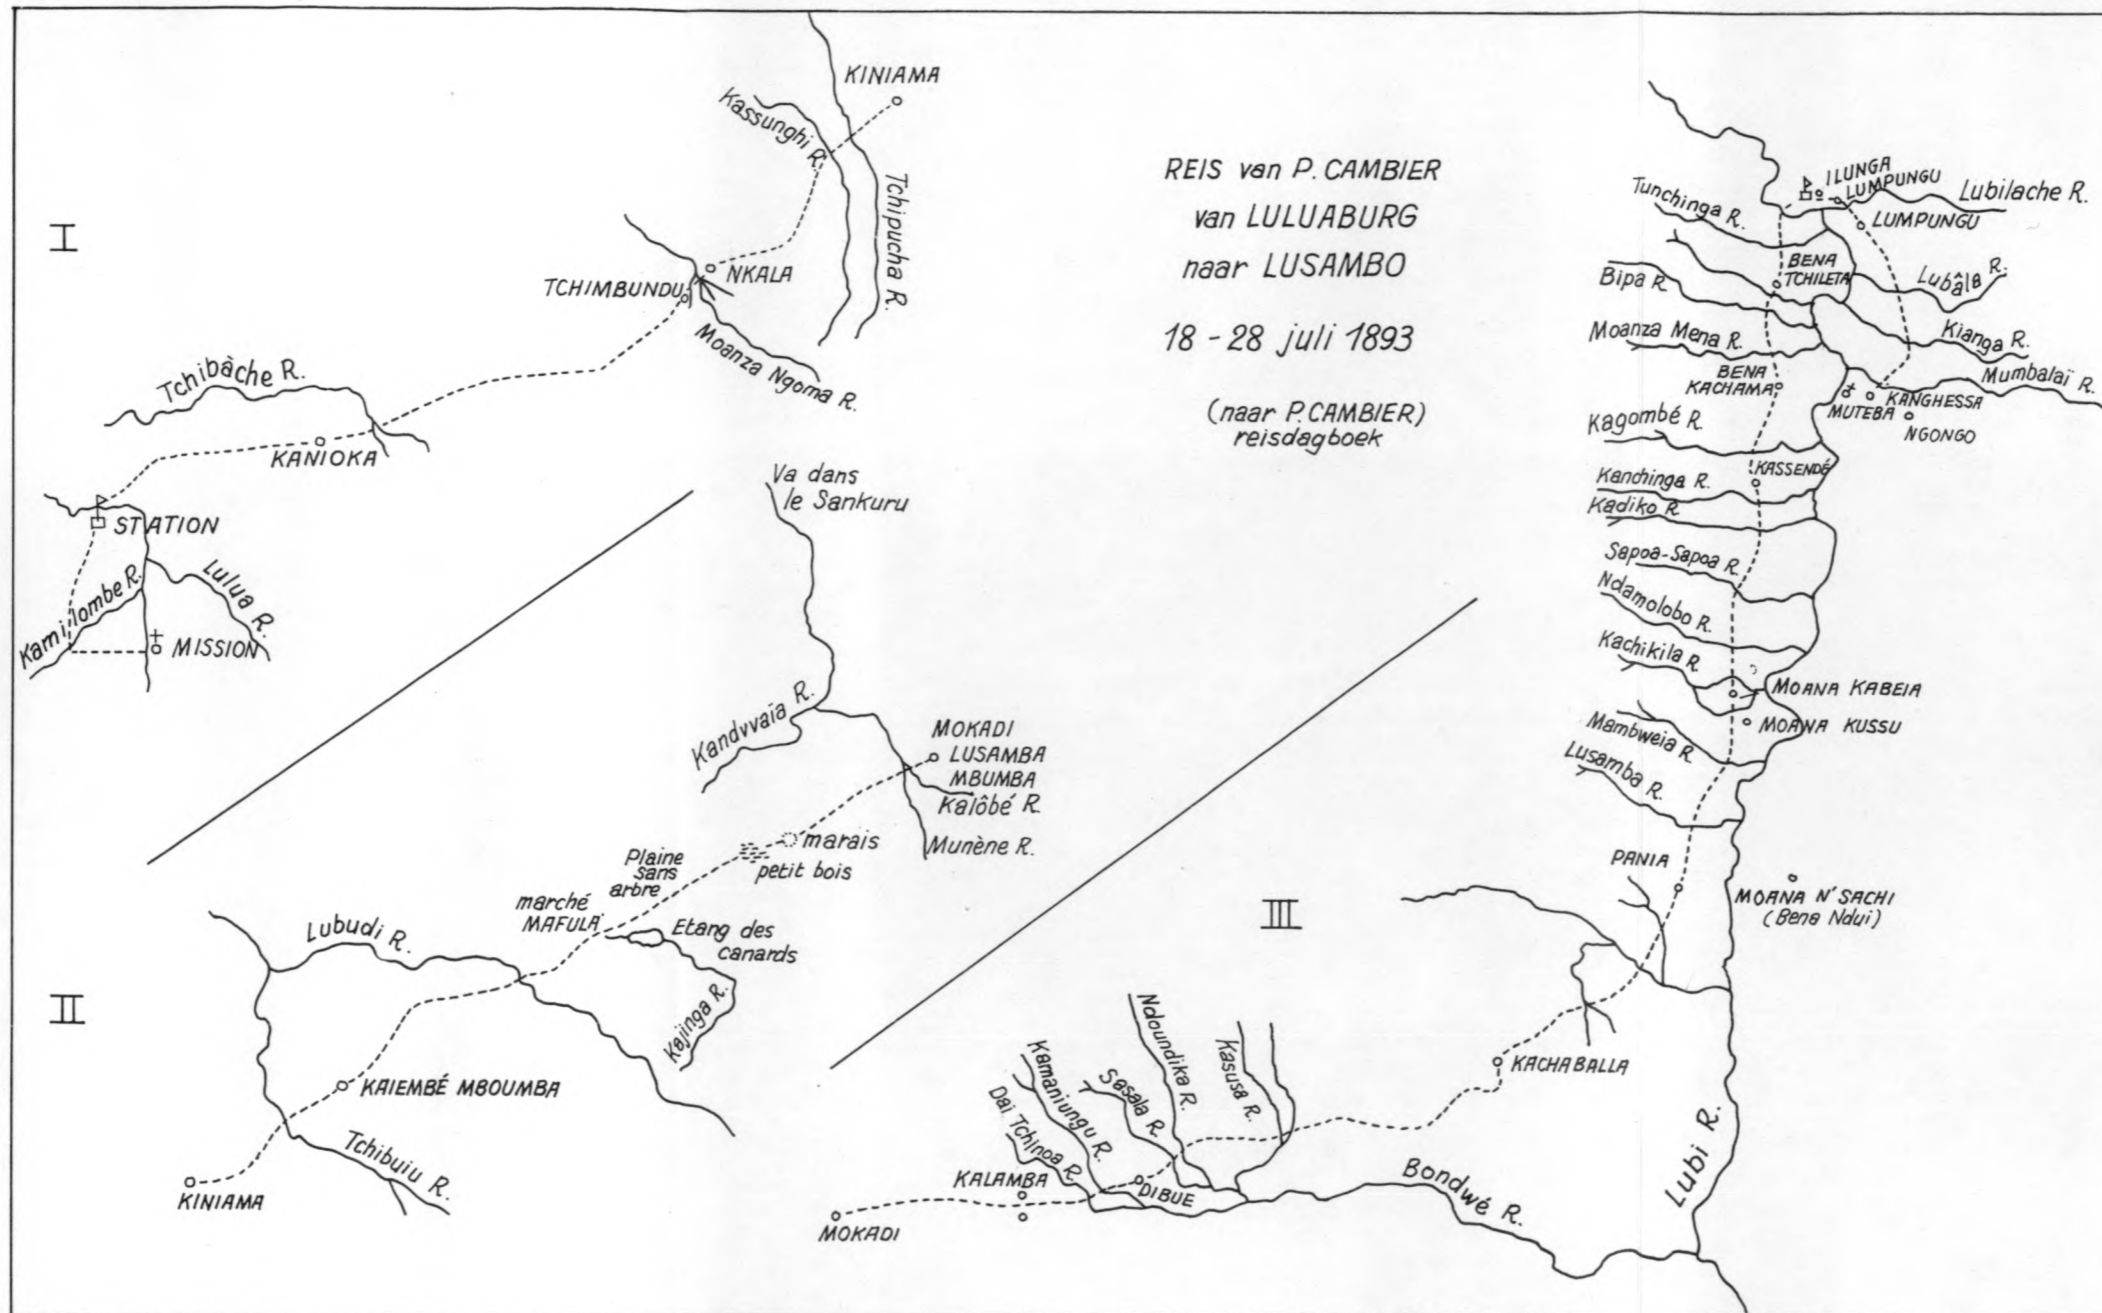 REIS van P. CAMBIER
van LULUABURG
naar LUSAMBO
18 - 28 juli 1893
(naar P. CAMBIER)
reisdagboek
I
KINIAMA
Kassunghi R.
Tchipucha R.
NKALA
TCHIMBUNDU
Moanza Ngoma R.
Tchibàche R.
KANIOKA
STATION
Lulua R.
Kamilombe R.
MISSION
II
Va dans
le Sankuru
Kandvvaïa R.
MOKADI
LUSAMBA
MBUMBA
Kalôbé R.
Munène R.
marais
petit bois
Plaine
sans
arbre
marché
MAFULA
Etang des
canards
Kajinga R.
Lubudi R.
KAIEMBÉ MBOUMBA
Tchibuiu R.
KINIAMA
III
ILUNGA
LUMPUNGU
Lubilache R.
LUMPUNGU
Tunchinga R.
BENA
TCHILETA
Lubâla R.
Bipa R.
Kianga R.
Moanza Mena R.
Mumbalaï R.
BENA
KACHAMA
MUTEBA
KANGHESSA
NGONGO
Kagombé R.
KASSENDÉ
Kanchinga R.
Kadiko R.
Sapoa-Sapoa R.
Ndamolobo R.
Kachikila R.
MOANA KABEIA
MOANA KUSSU
Mambweia R.
Lusamba R.
PANIA
MOANA N'SACHI
(Bena Ndui)
KACHABALLA
Ndoundika R.
Kasusa R.
Kamaniungu R.
Sasala R.
Dai Tchinoa R.
KALAMBA
DIBUE
MOKADI
Bondwé R.
Lubi R.